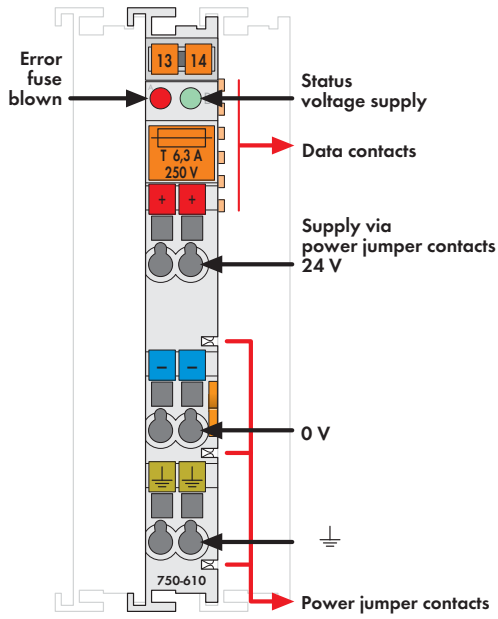 13 14
Error
fuse
blown
A
Status
voltage supply
T 6,3 A
250 V
Data contacts
+ +
Supply via
power jumper contacts
24 V
– –
0 V
750-610
Power jumper contacts